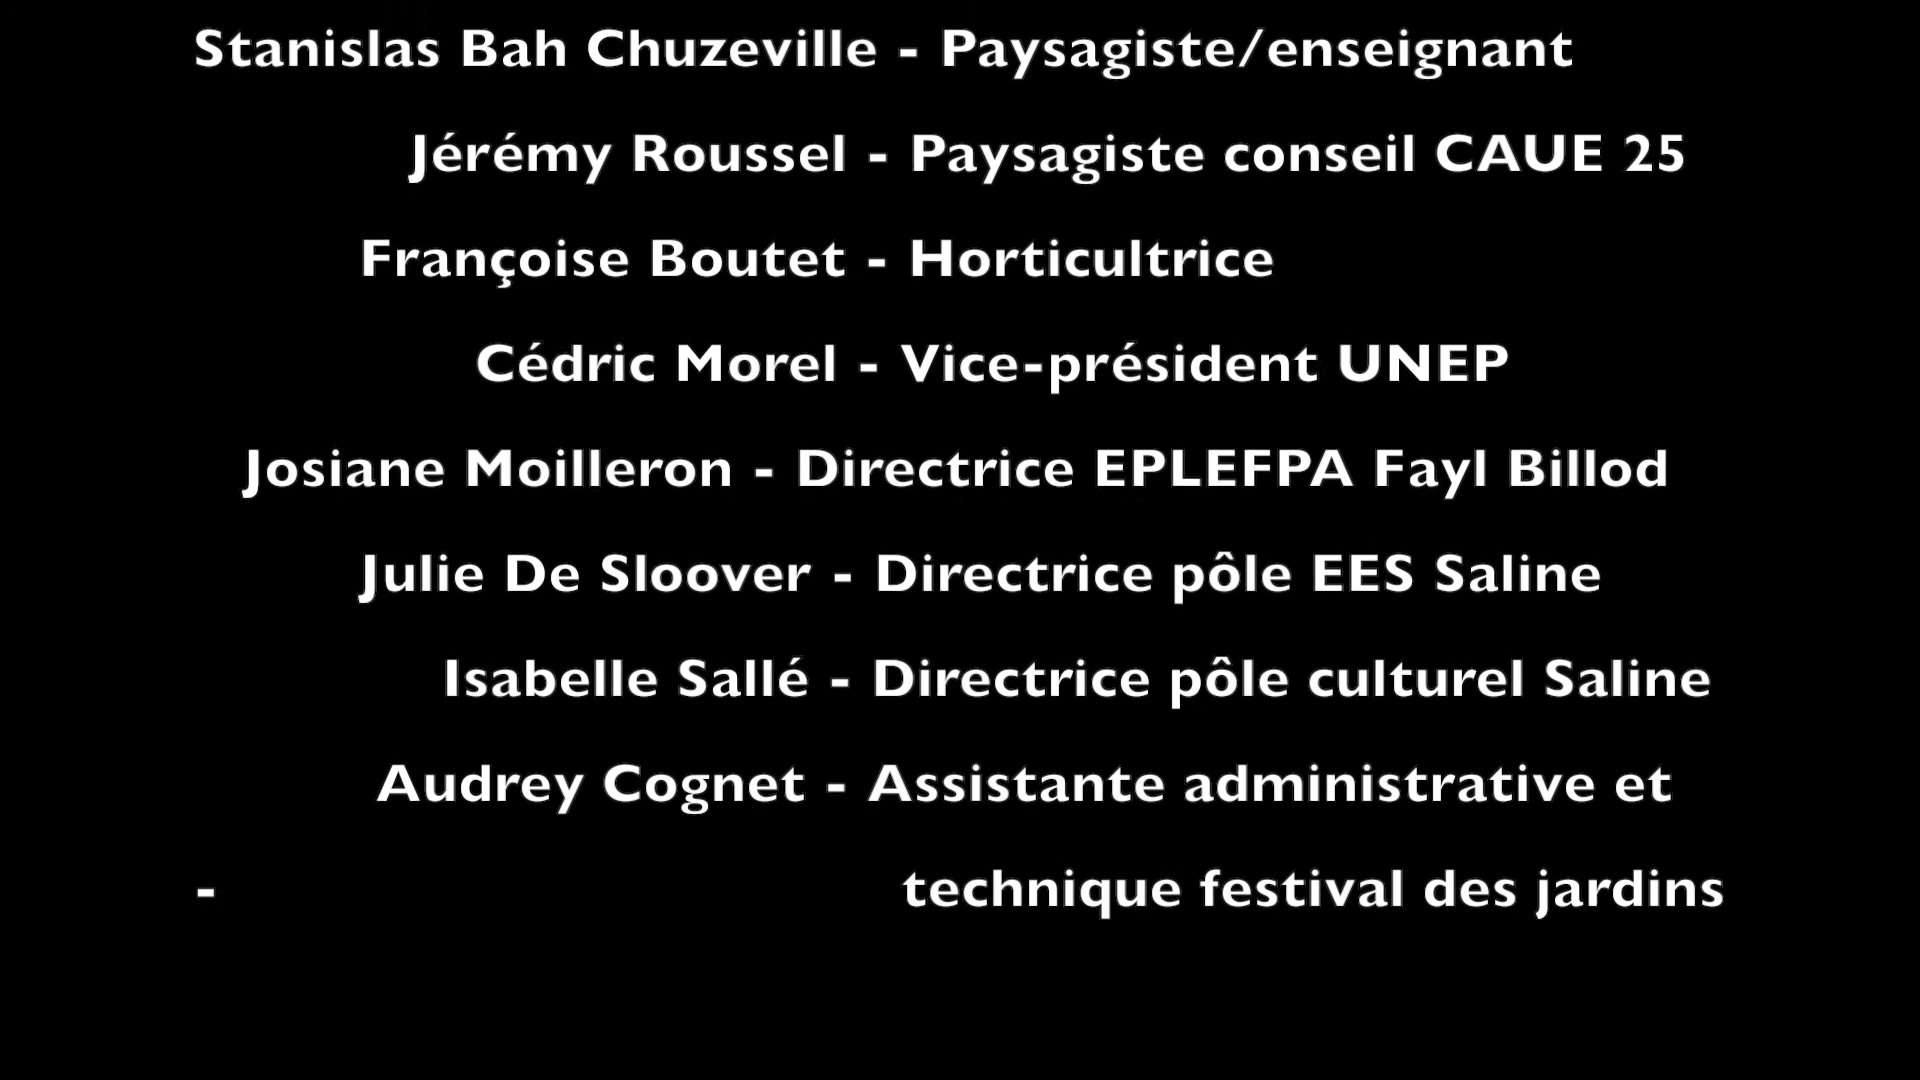 Stanislas Bah Chuzeville - Paysagiste/enseignant
Jérémy Roussel - Paysagiste conseil CAUE 25
Françoise Boutet - Horticultrice
Cédric Morel - Vice-président UNEP
Josiane Moilleron - Directrice EPLEFPA Fayl Billod
Julie De Sloover - Directrice pôle EES Saline
Isabelle Sallé - Directrice pôle culturel Saline
Audrey Cognet - Assistante administrative et
- technique festival des jardins